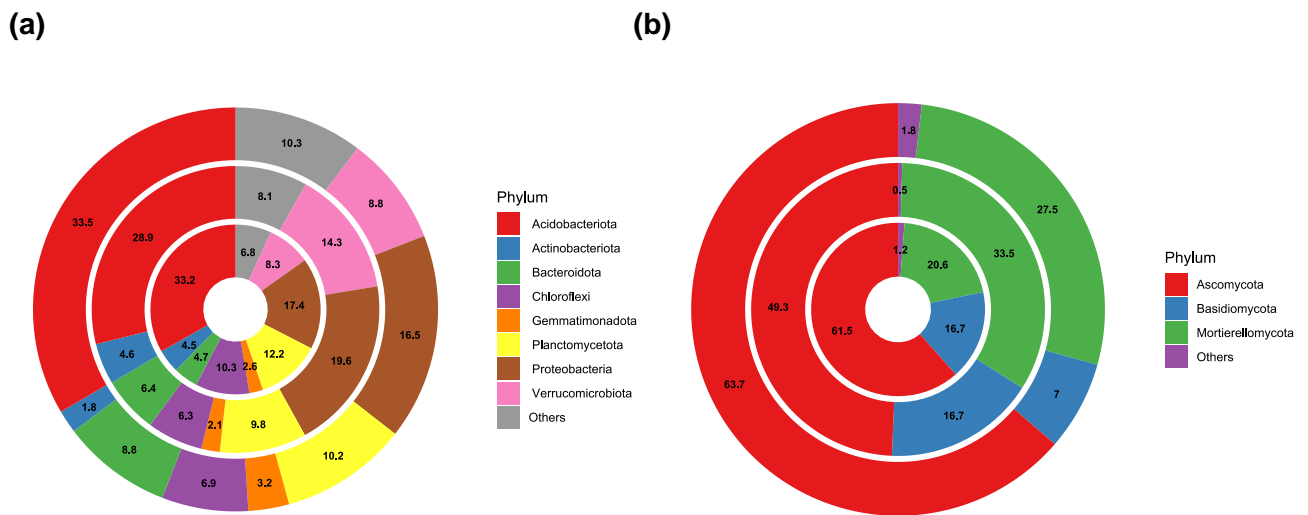 (a)
(b)
10.3
8.8
16.5
10.2
3.2
6.9
8.8
1.8
33.5
8.1
14.3
19.6
9.8
2.1
6.3
6.4
4.6
28.9
6.8
8.3
17.4
12.2
2.6
10.3
4.7
4.5
33.2
Phylum
Acidobacteriota
Actinobacteriota
Bacteroidota
Chloroflexi
Gemmatimonadota
Planctomycetota
Proteobacteria
Verrucomicrobiota
Others
1.8
27.5
7
63.7
0.5
33.5
16.7
49.3
1.2
20.6
16.7
61.5
Phylum
Ascomycota
Basidiomycota
Mortierellomycota
Others